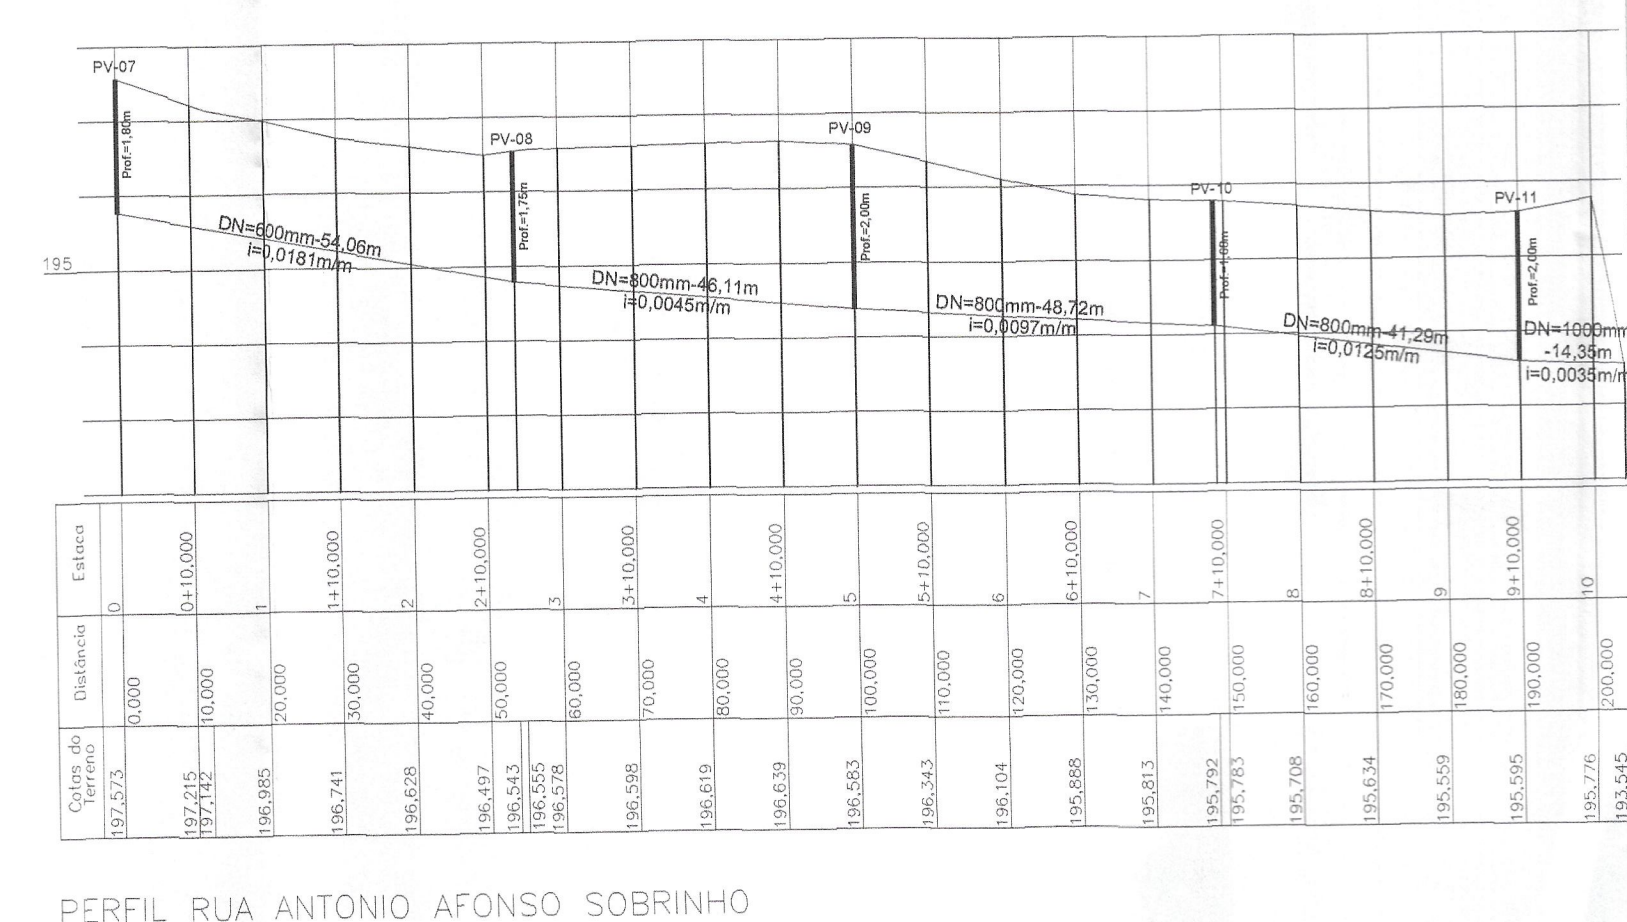 PV-07
PV-08
PV-09
PV-10
PV-11
Prof.=1,80m
Prof.=1,75m
Prof.=2,00m
Prof.=2,00m
195
DN=600mm-54,06m
i=0,0181m/m
DN=800mm-46,11m
i=0,0045m/m
DN=800mm-48,72m
i=0,0097m/m
DN=800mm-41,29m
i=0,0125m/m
DN=1000mm
-14,35m
i=0,0035m/m
Estaca
0
0+10,000
1
1+10,000
2
2+10,000
3
3+10,000
4
4+10,000
5
5+10,000
6
6+10,000
7
7+10,000
8
8+10,000
9
9+10,000
10
Distância
0,000
10,000
20,000
30,000
40,000
50,000
60,000
70,000
80,000
90,000
100,000
110,000
120,000
130,000
140,000
150,000
160,000
170,000
180,000
190,000
200,000
Cotas do
Terreno
197,573
197,215
197,142
196,985
196,741
196,628
196,497
196,543
196,555
196,578
196,598
196,619
196,639
196,583
196,343
196,104
195,888
195,813
195,792
195,783
195,708
195,634
195,559
195,595
195,776
193,545
PERFIL RUA ANTONIO AFONSO SOBRINHO